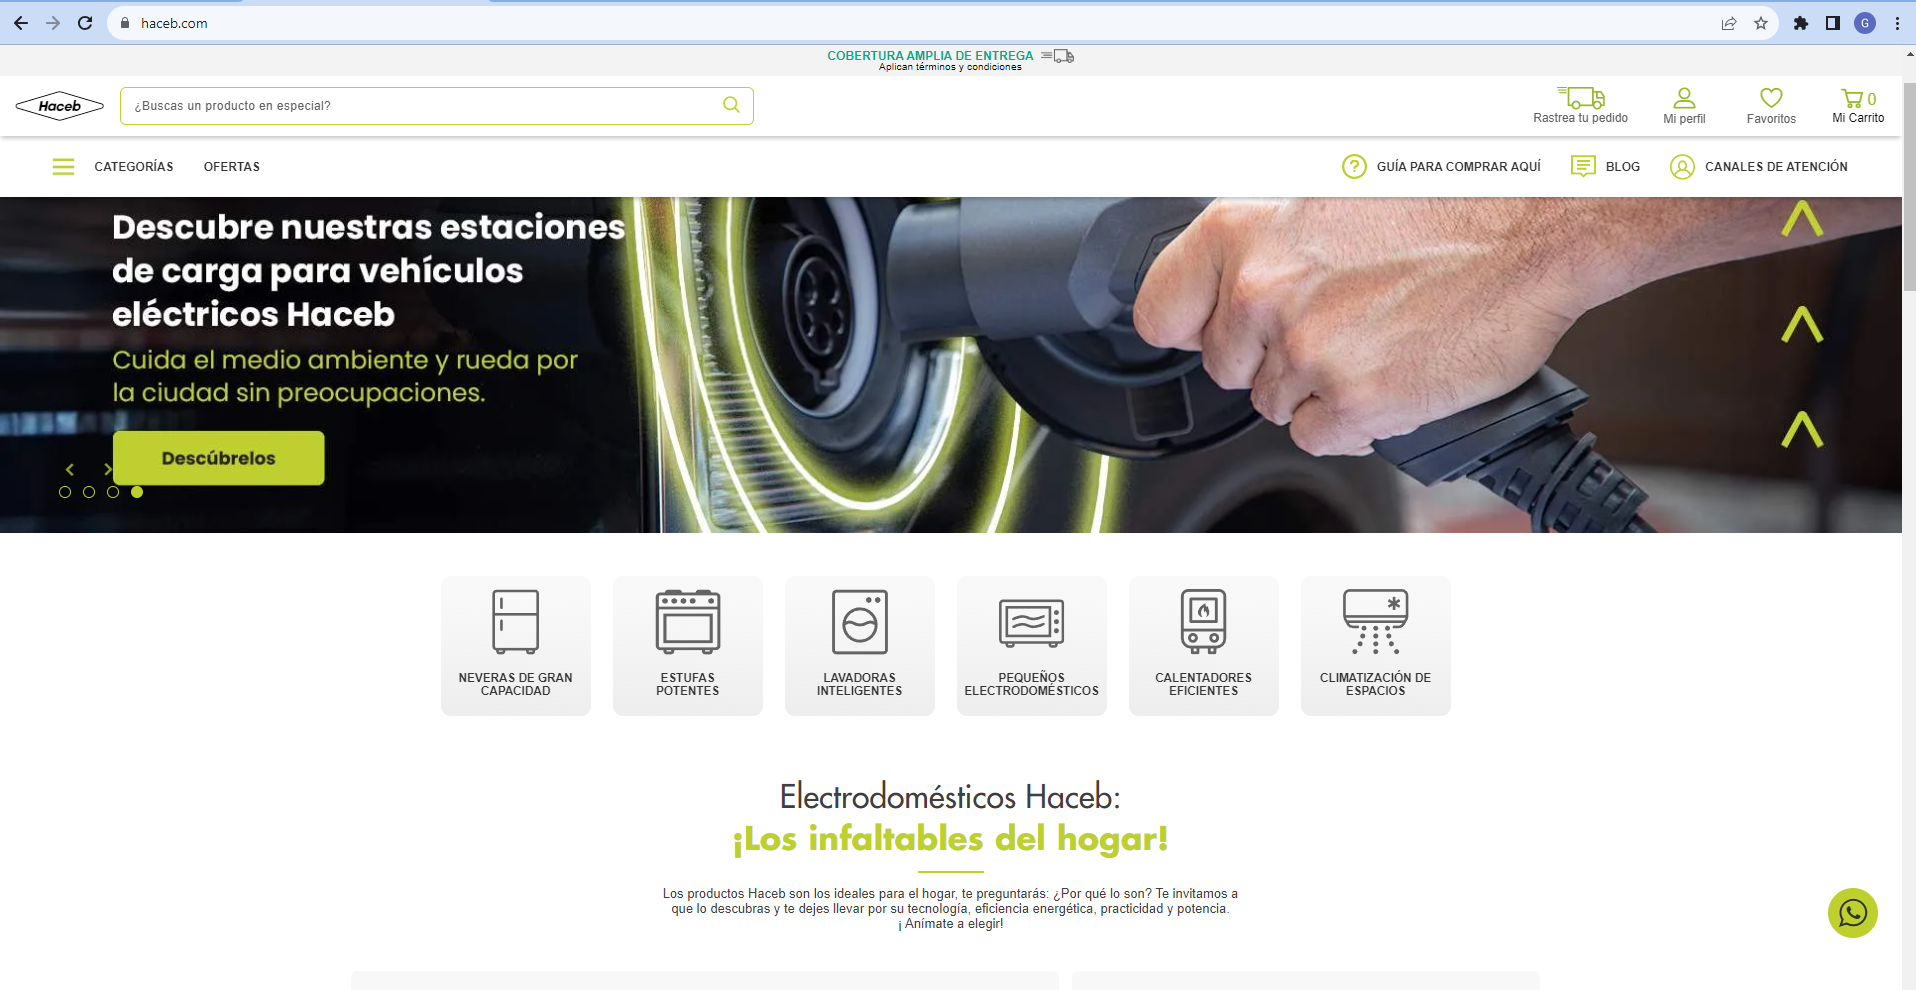 haceb.com
G
COBERTURA AMPLIA DE ENTREGA
Aplican términos y condiciones
Haceb
¿Buscas un producto en especial?
Rastrea tu pedido
Mi perfil
Favoritos
0
Mi Carrito
CATEGORÍAS
OFERTAS
GUÍA PARA COMPRAR AQUÍ
BLOG
CANALES DE ATENCIÓN
Descubre nuestras estaciones
de carga para vehículos
eléctricos Haceb
Cuida el medio ambiente y rueda por
la ciudad sin preocupaciones.
Descúbrelos
NEVERAS DE GRAN
CAPACIDAD
ESTUFAS
POTENTES
LAVADORAS
INTELIGENTES
PEQUEÑOS
ELECTRODOMÉSTICOS
CALENTADORES
EFICIENTES
CLIMATIZACIÓN DE
ESPACIOS
Electrodomésticos Haceb:
¡Los infaltables del hogar!
Los productos Haceb son los ideales para el hogar, te preguntarás: ¿Por qué lo son? Te invitamos a
que lo descubras y te dejes llevar por su tecnología, eficiencia energética, practicidad y potencia.
¡ Anímate a elegir!